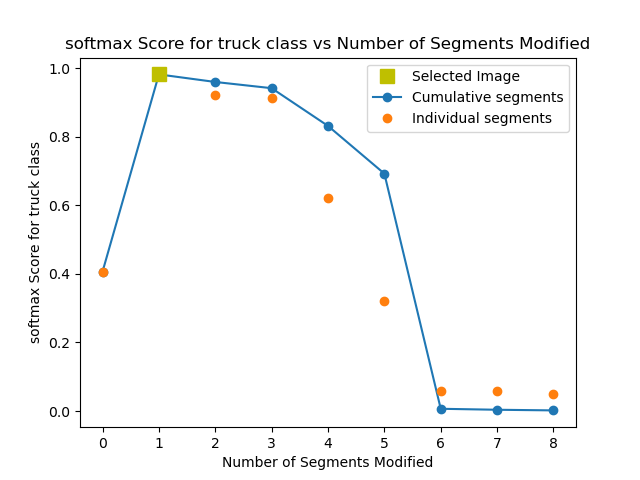 softmax Score for truck class vs Number of Segments Modified
Selected Image
Cumulative segments
Individual segments
softmax Score for truck class
1.0
0.8
0.6
0.4
0.2
0.0
0 1 2 3 4 5 6 7 8
Number of Segments Modified